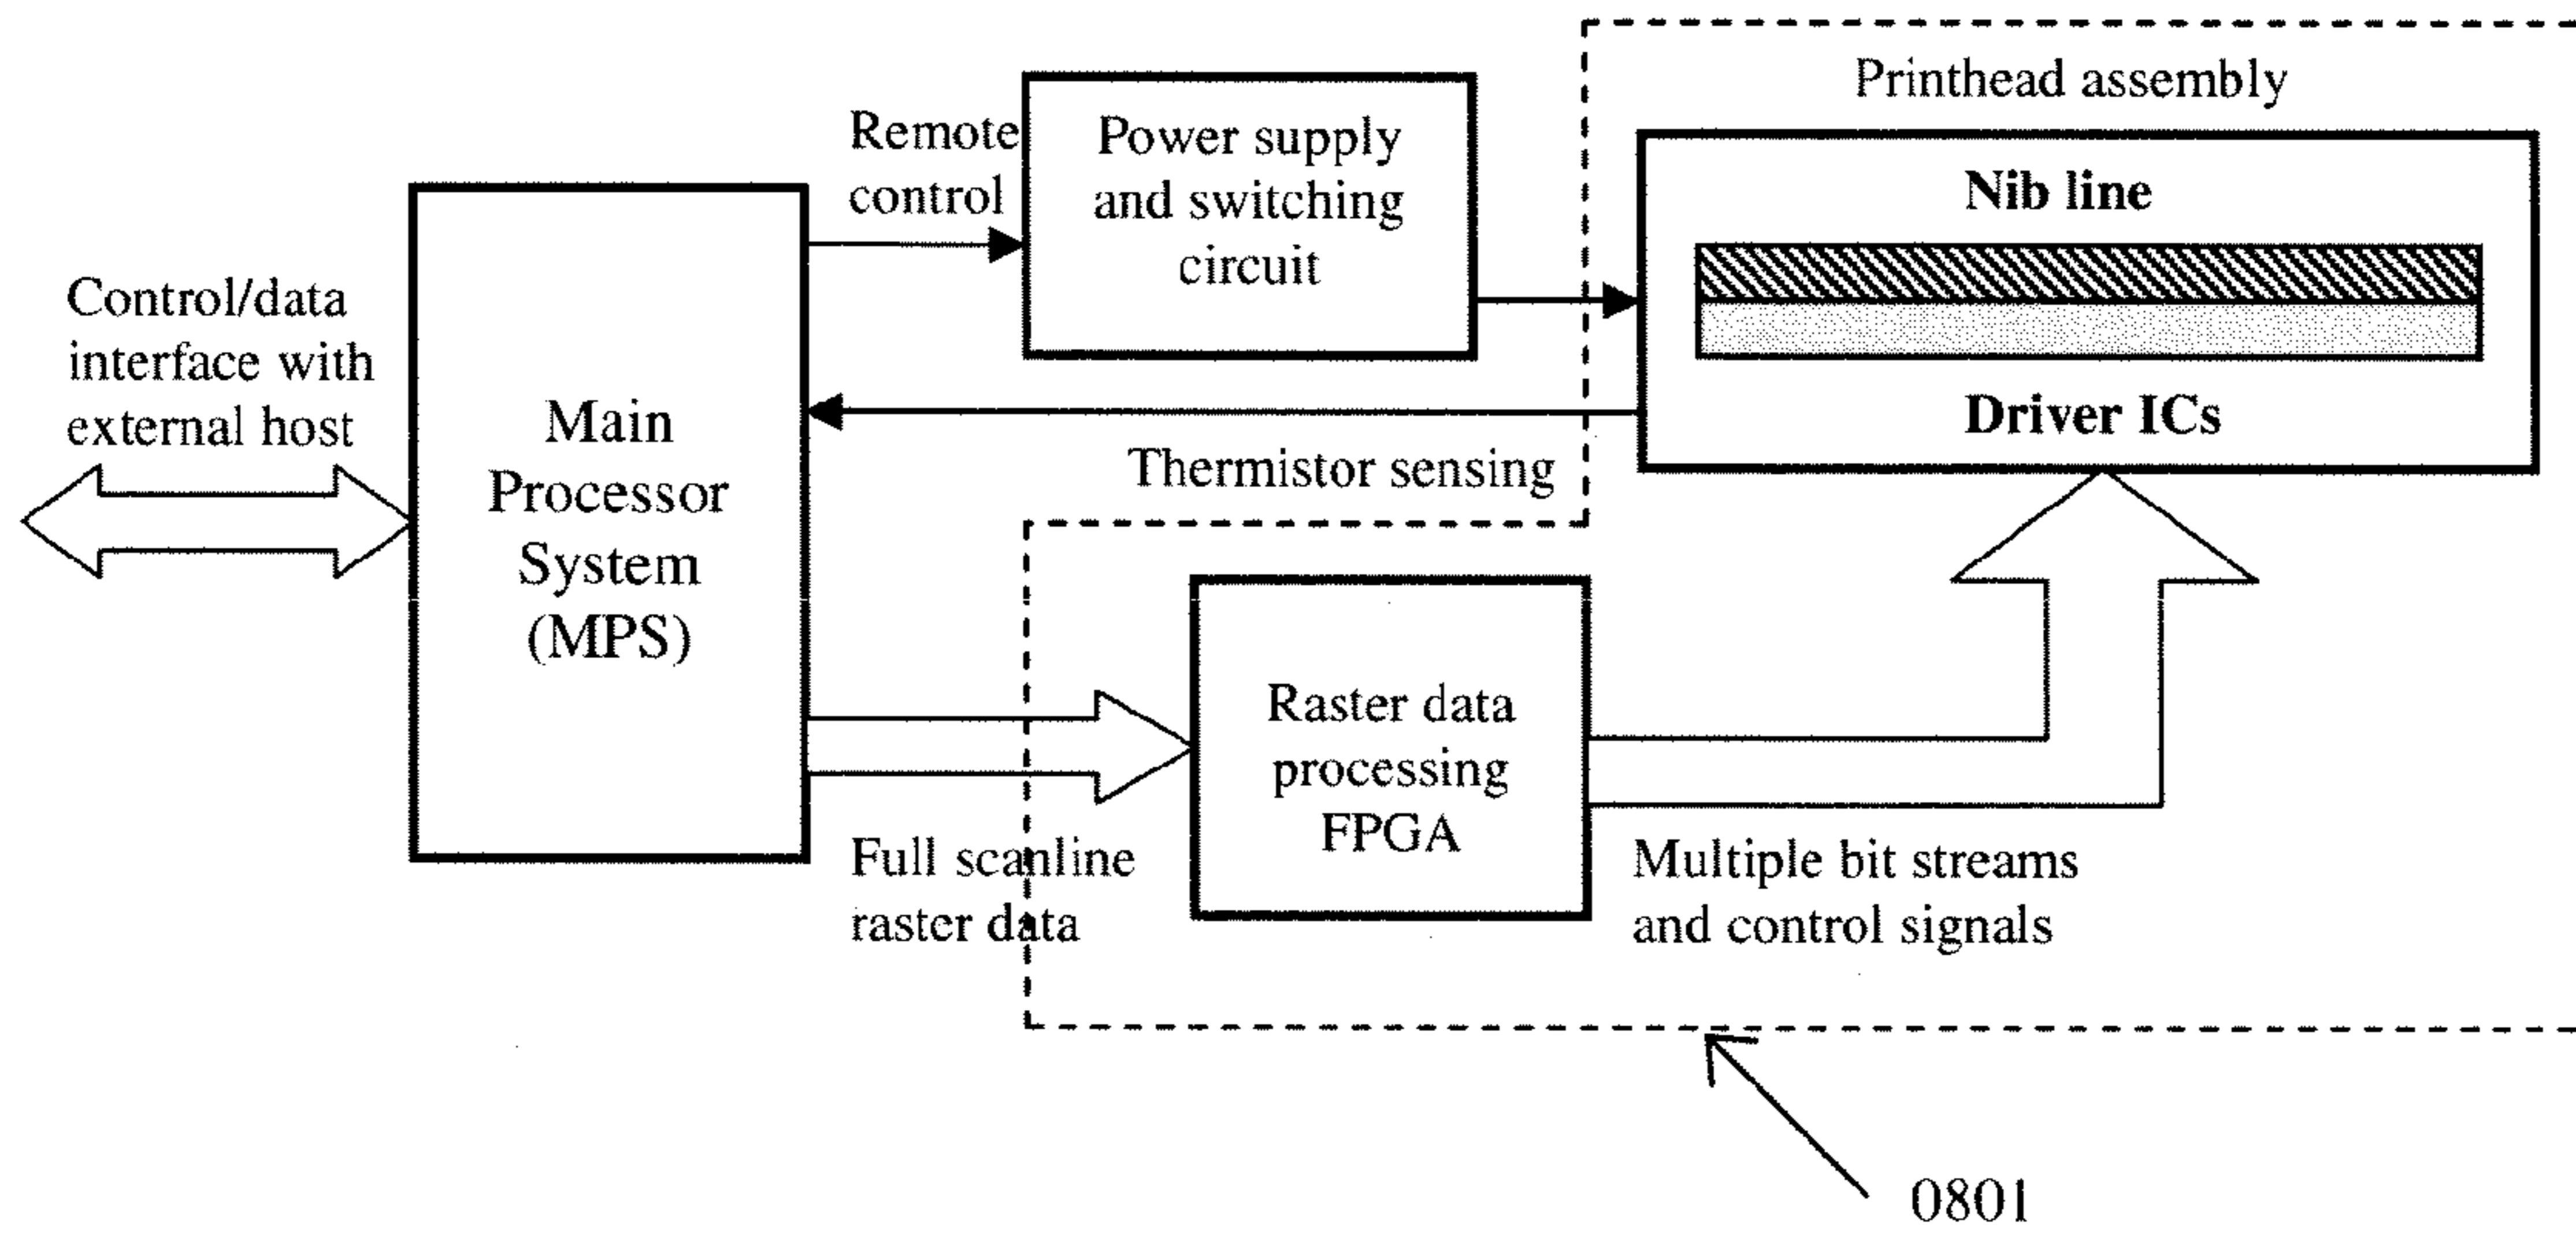 Printhead assembly
Remote
control
Power supply
and switching
circuit
Nib line
Driver ICs
Control/data
interface with
external host
Main
Processor
System
(MPS)
Thermistor sensing
Raster data
processing
FPGA
Full scanline
raster data
Multiple bit streams
and control signals
0801